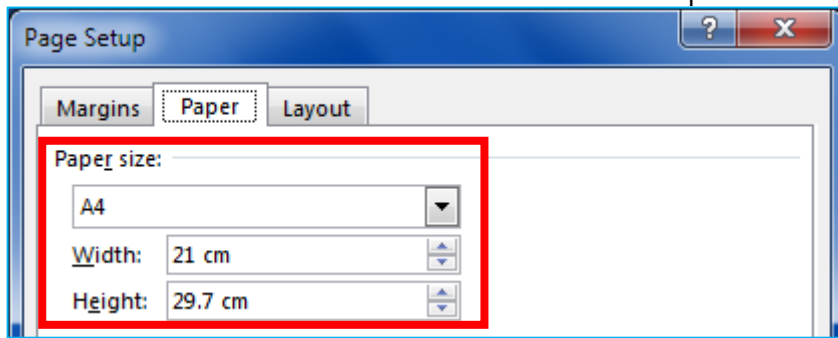 Page Setup ? X
Margins Paper Layout
Paper size:
A4
Width: 21 cm
Height: 29.7 cm